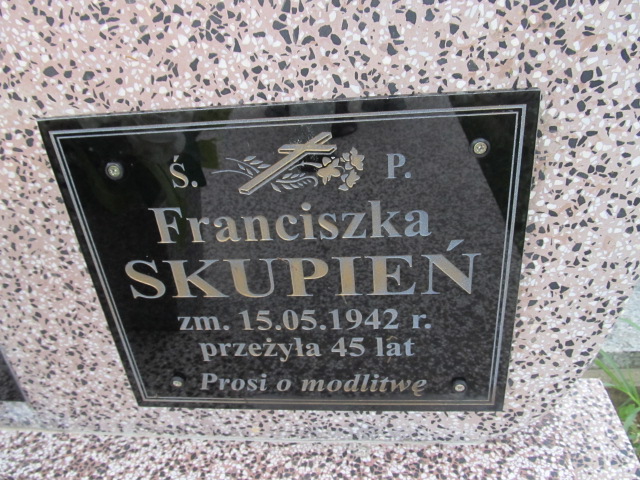 Ś. P.
Franciszka
SKUPIEŃ
zm. 15.05.1942 r.
przeżyła 45 lat
Prosi o modlitwę